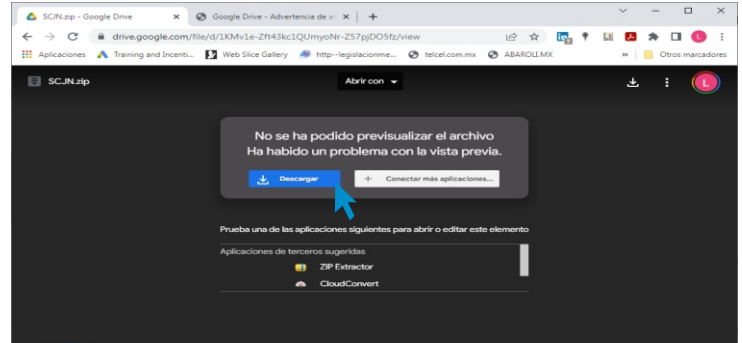 SCJN.zip - Google Drive
Google Drive - Advertencia de
drive.google.com/file/d/1KMv1e-Zft43kc1QUmyoNr-Z57pjDO5fz/view
Aplicaciones
Training and Incenti...
Web Slice Gallery
http--legislacionme...
telcel.com.mx
ABAROLI.MX
Otros marcadores
SCJN.zip
Abrir con
L
No se ha podido previsualizar el archivo
Ha habido un problema con la vista previa.
Descargar
+ Conectar más aplicaciones...
Prueba una de las aplicaciones siguientes para abrir o editar este elemento
Aplicaciones de terceros sugeridas
ZIP Extractor
CloudConvert